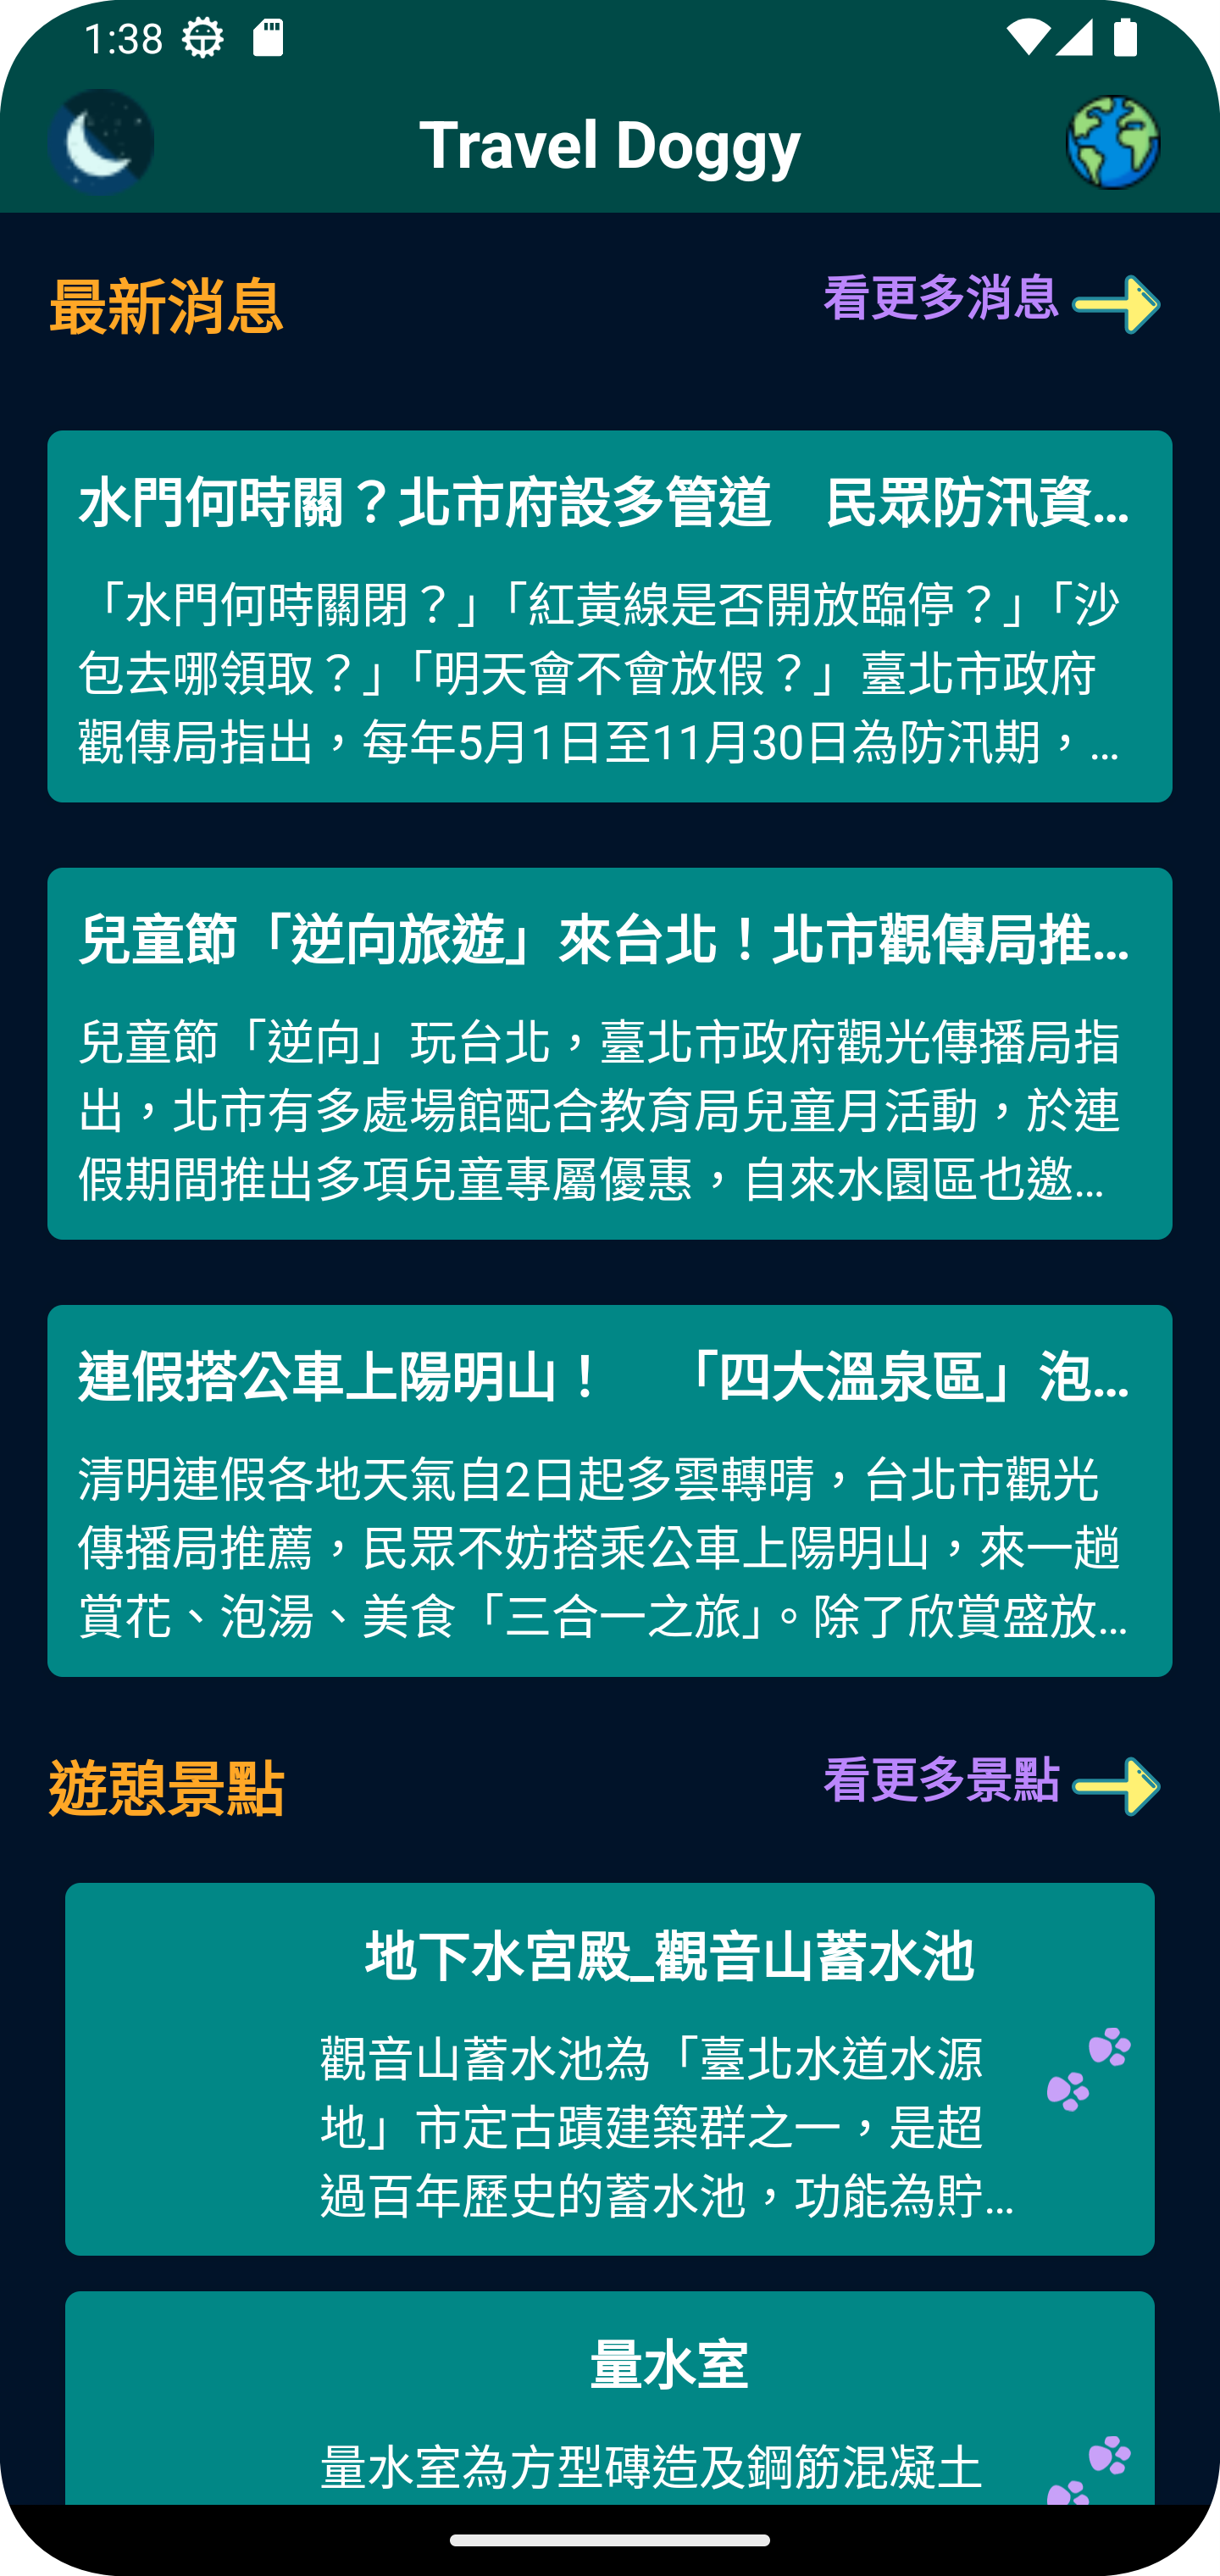 1:38
Travel Doggy
最新消息
看更多消息
水門何時關？北市府設多管道　民眾防汛資...
「水門何時關閉？」「紅黃線是否開放臨停？」「沙
包去哪領取？」「明天會不會放假？」臺北市政府
觀傳局指出，每年5月1日至11月30日為防汛期，...
兒童節「逆向旅遊」來台北！北市觀傳局推...
兒童節「逆向」玩台北，臺北市政府觀光傳播局指
出，北市有多處場館配合教育局兒童月活動，於連
假期間推出多項兒童專屬優惠，自來水園區也邀...
連假搭公車上陽明山！　「四大溫泉區」泡...
清明連假各地天氣自2日起多雲轉晴，台北市觀光
傳播局推薦，民眾不妨搭乘公車上陽明山，來一趟
賞花、泡湯、美食「三合一之旅」。除了欣賞盛放...
遊憩景點
看更多景點
地下水宮殿_觀音山蓄水池
觀音山蓄水池為「臺北水道水源
地」市定古蹟建築群之一，是超
過百年歷史的蓄水池，功能為貯...
量水室
量水室為方型磚造及鋼筋混凝土